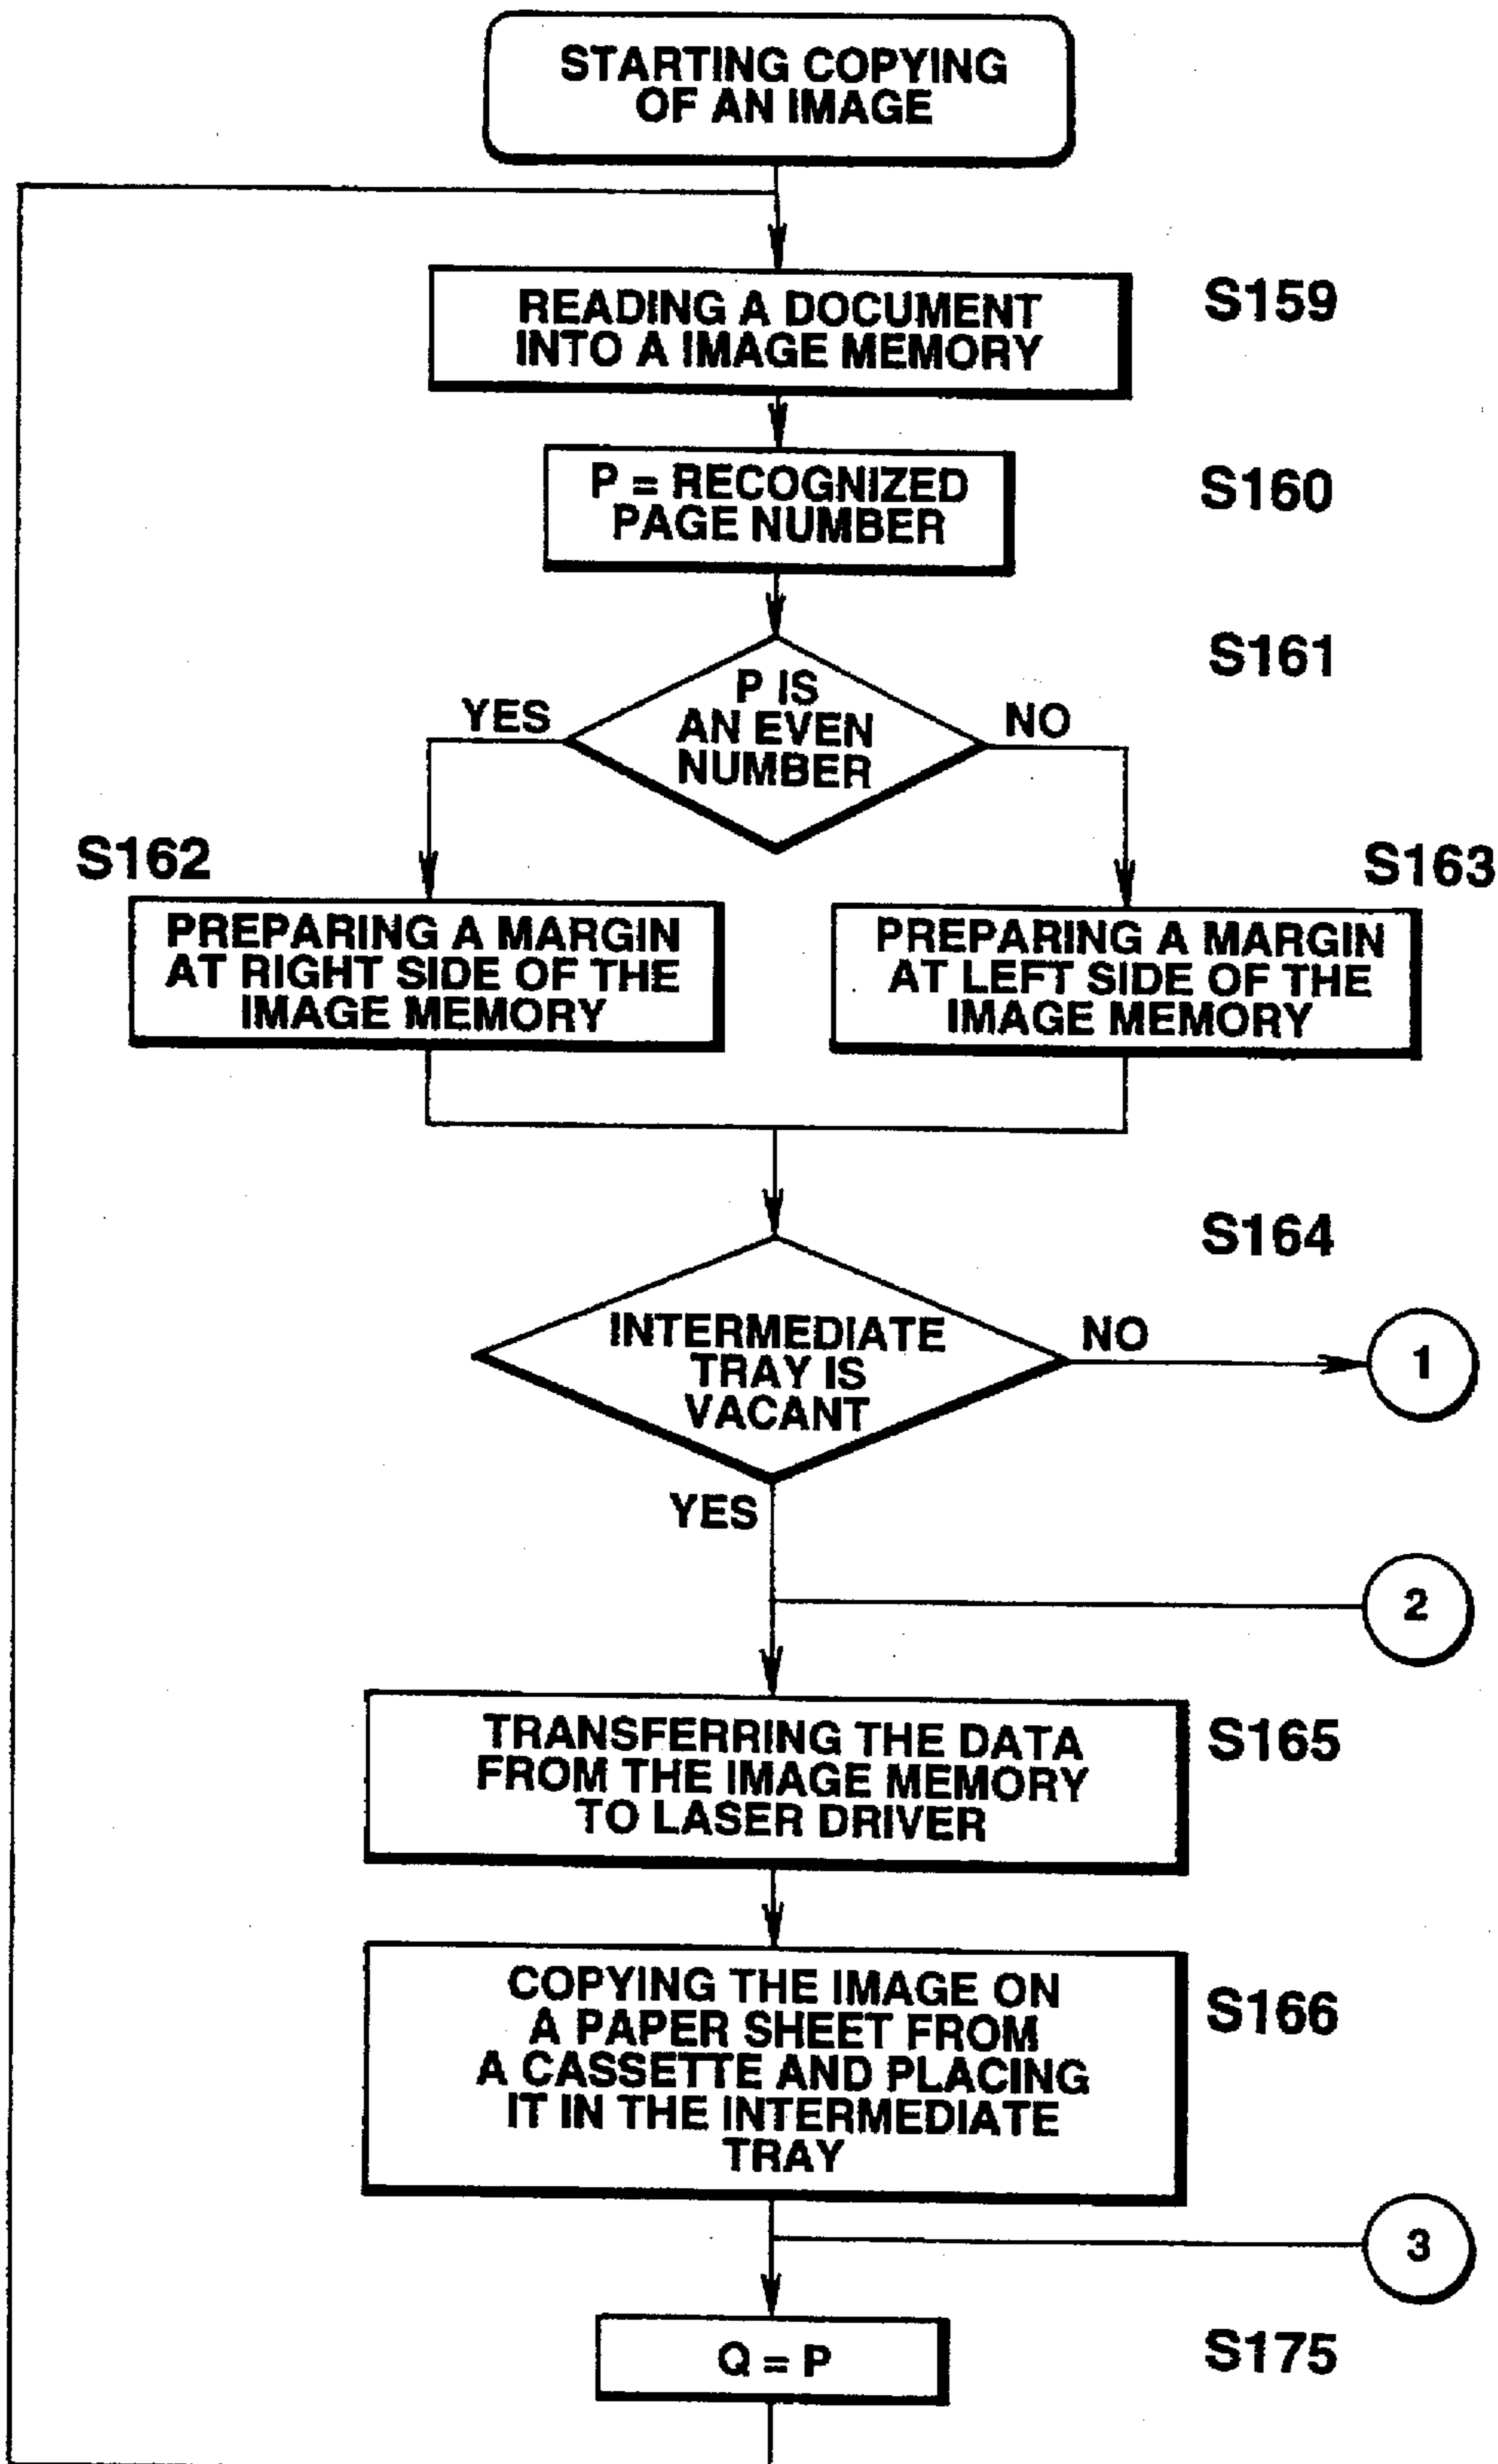 STARTING COPYING
OF AN IMAGE
READING A DOCUMENT
INTO A IMAGE MEMORY
S159
P = RECOGNIZED
PAGE NUMBER
S160
S161
P IS
AN EVEN
NUMBER
YES
NO
S162
PREPARING A MARGIN
AT RIGHT SIDE OF THE
IMAGE MEMORY
S163
PREPARING A MARGIN
AT LEFT SIDE OF THE
IMAGE MEMORY
S164
INTERMEDIATE
TRAY IS
VACANT
NO
1
YES
2
TRANSFERRING THE DATA
FROM THE IMAGE MEMORY
TO LASER DRIVER
S165
COPYING THE IMAGE ON
A PAPER SHEET FROM
A CASSETTE AND PLACING
IT IN THE INTERMEDIATE
TRAY
S166
3
Q = P
S175